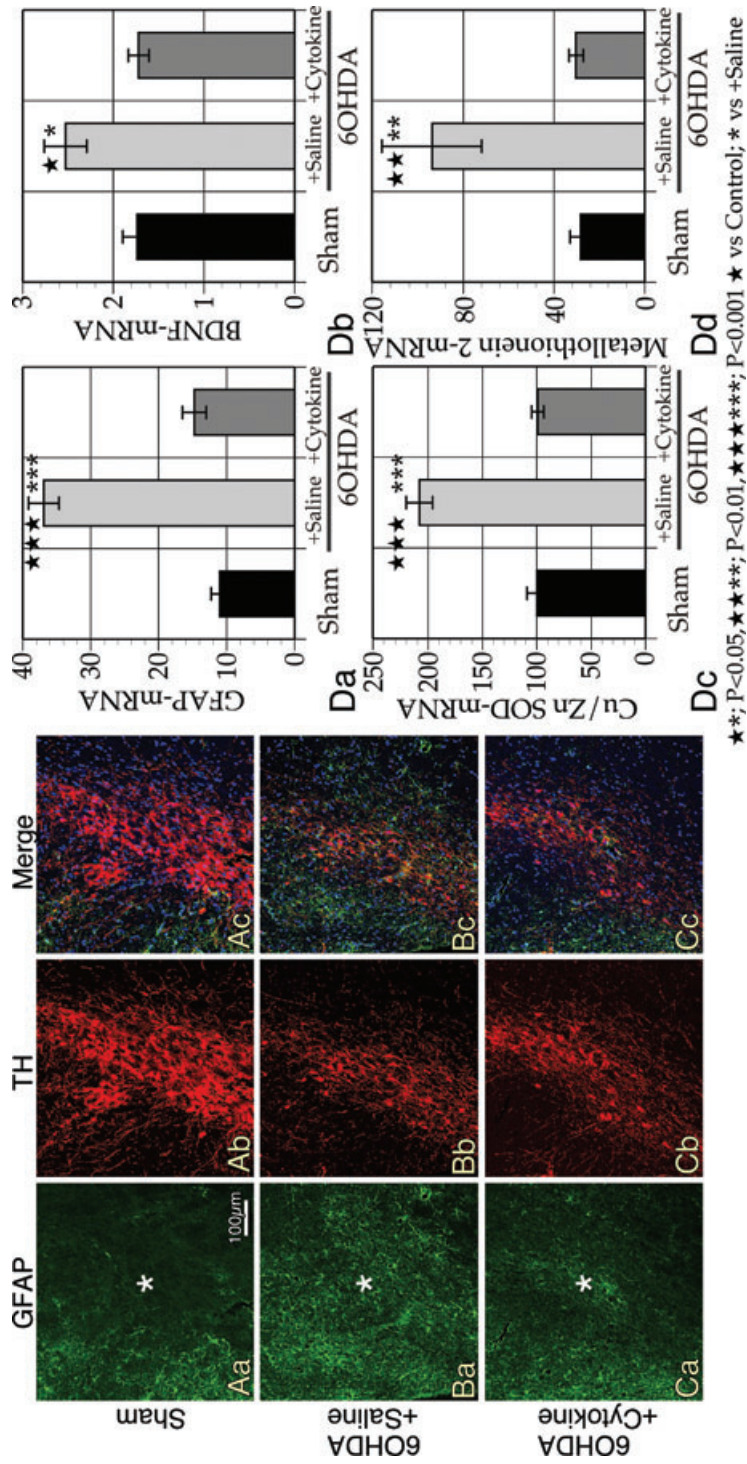 GFAP
TH
Merge
Sham
Aa
100µm
*
Ab
Ac
6OHDA
+Saline
Ba
*
Bb
Bc
6OHDA
+Cytokine
Ca
*
Cb
Cc
Da
GFAP-mRNA
40
30
20
10
0
★★★ ***
Sham
+Saline
+Cytokine
6OHDA
Db
BDNF-mRNA
3
2
1
0
★ *
Sham
+Saline
+Cytokine
6OHDA
Dc
Cu/Zn SOD-mRNA
250
200
150
100
50
0
★★★ ***
Sham
+Saline
+Cytokine
6OHDA
Dd
Metallothionein 2-mRNA
120
80
40
0
★★ **
Sham
+Saline
+Cytokine
6OHDA
★*; P<0.05,★★**; P<0.01,★★★***; P<0.001 ★ vs Control; * vs +Saline